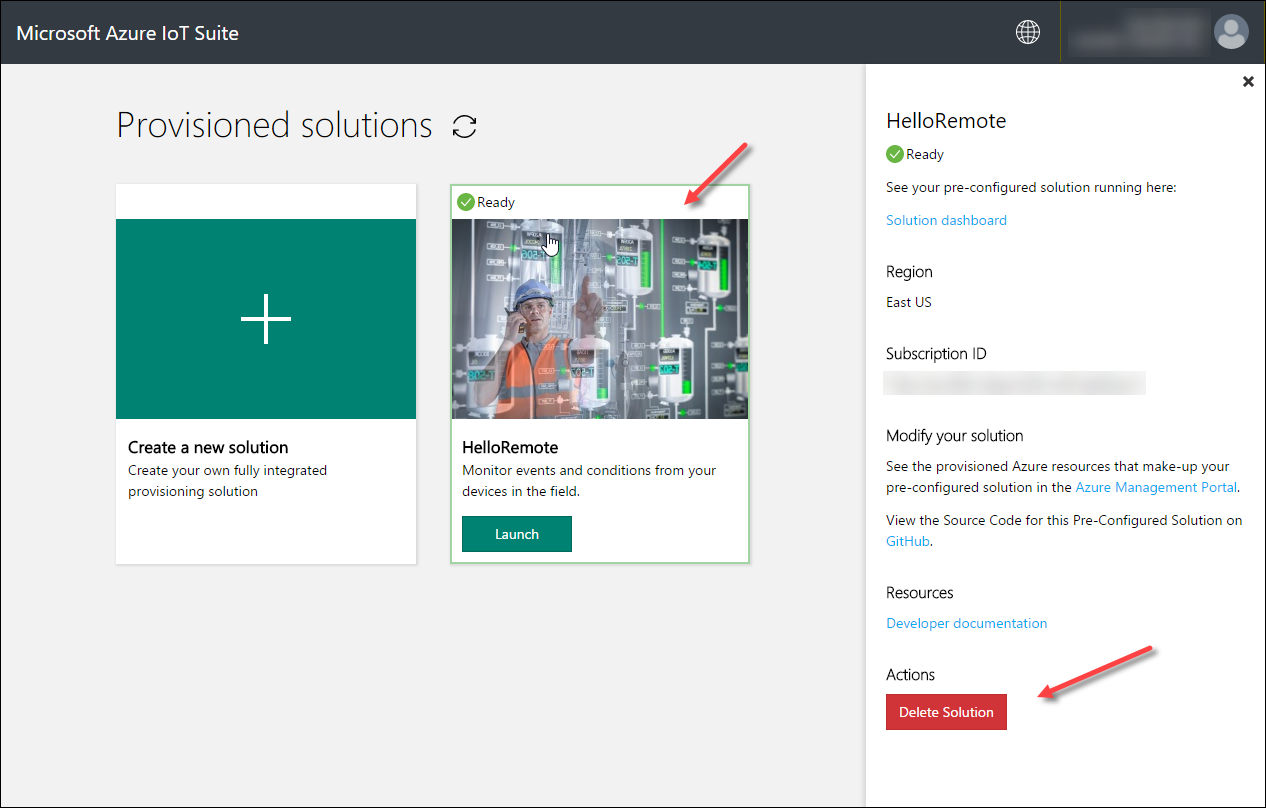 Microsoft Azure IoT Suite
Provisioned solutions
Ready
Create a new solution
Create your own fully integrated
provisioning solution
HelloRemote
Monitor events and conditions from your
devices in the field.
Launch
HelloRemote
Ready
See your pre-configured solution running here:
Solution dashboard
Region
East US
Subscription ID
Modify your solution
See the provisioned Azure resources that make-up your
pre-configured solution in the Azure Management Portal.
View the Source Code for this Pre-Configured Solution on
GitHub.
Resources
Developer documentation
Actions
Delete Solution